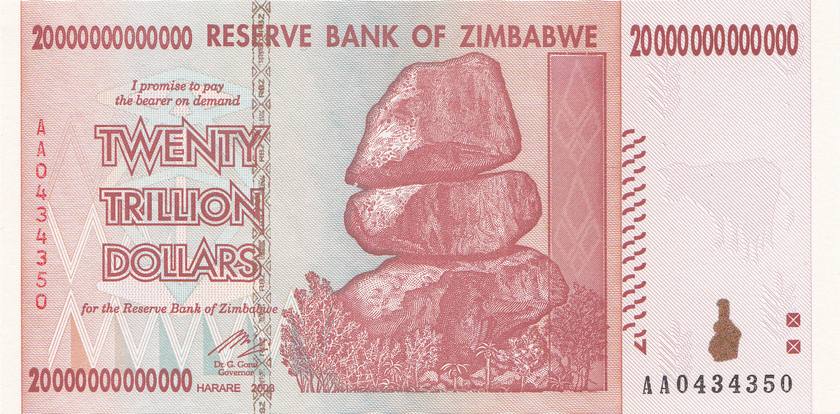 20000000000000 RESERVE BANK OF ZIMBABWE 20000000000000
I promise to pay
the bearer on demand
TWENTY
TRILLION
DOLLARS
for the Reserve Bank of Zimbabwe
AA0434350
Dr. G. Gono
Governor
20000000000000 HARARE 2008
AA0434350